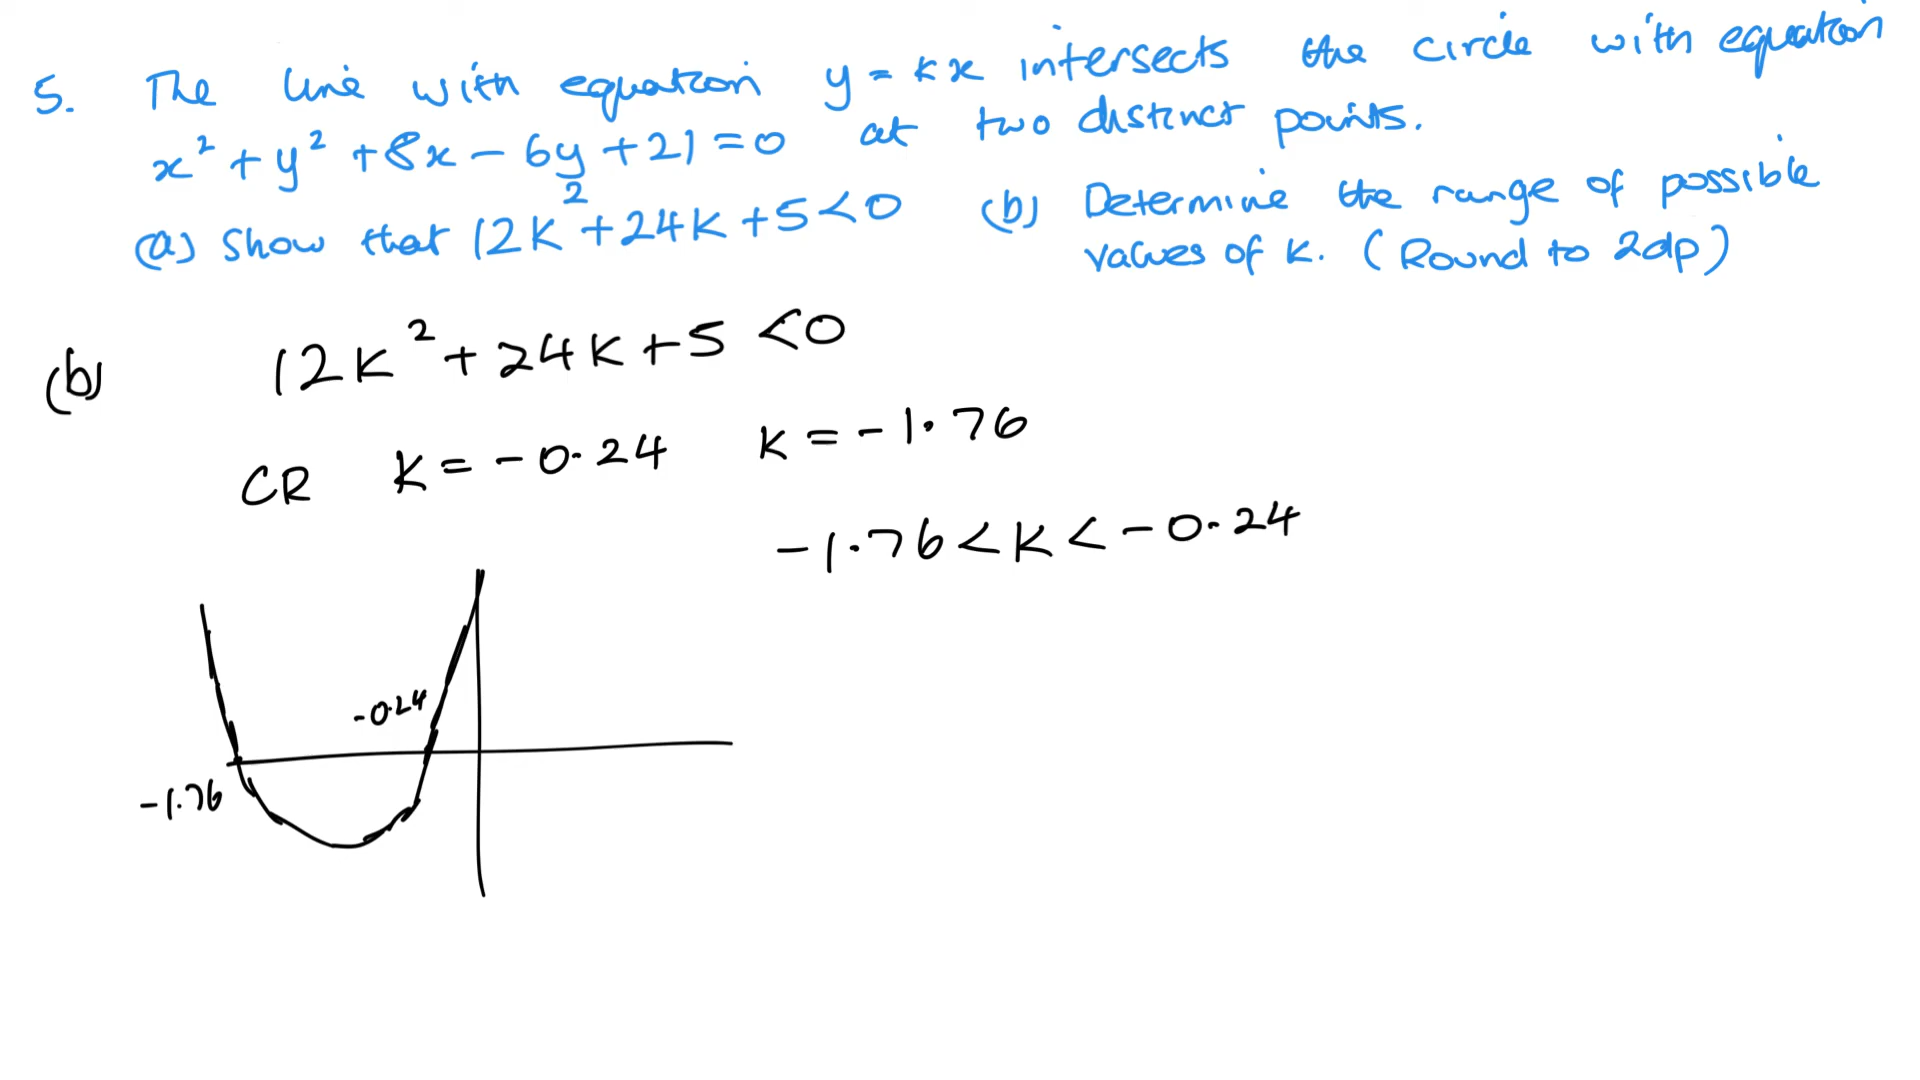 5. The line with equation y = kx intersects the circle with equation
x² + y² + 8x - 6y + 21 = 0 at two distinct points.
(a) Show that 12k² + 24k + 5 < 0 (b) Determine the range of possible
values of k. (Round to 2dp)
(b) 12k² + 24k + 5 < 0
CR k = -0.24 k = -1.76
-1.76 < k < -0.24
-0.24
-1.76